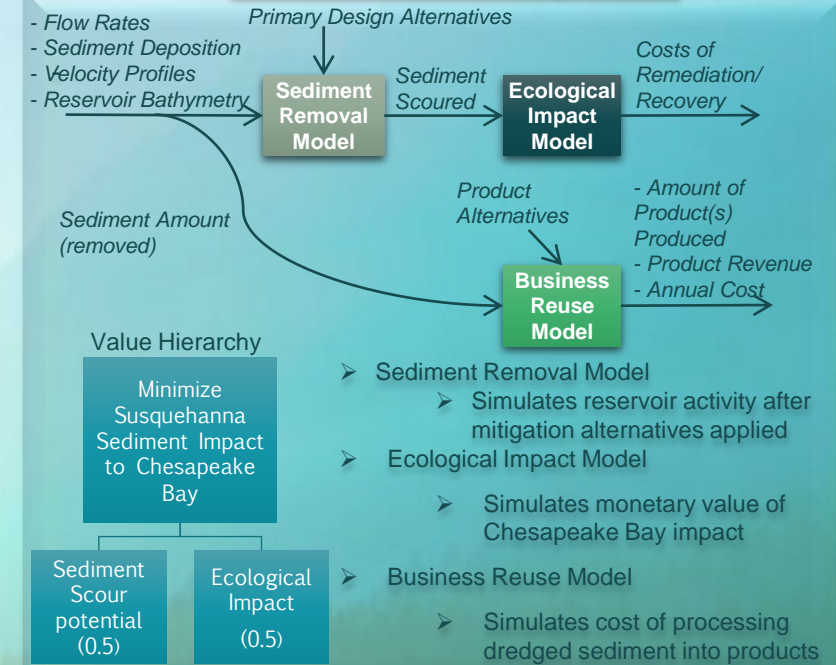 - Flow Rates
- Sediment Deposition
- Velocity Profiles
- Reservoir Bathymetry
Primary Design Alternatives
Sediment
Removal
Model
Sediment
Scoured
Ecological
Impact
Model
Costs of
Remediation/
Recovery
Sediment Amount
(removed)
Product
Alternatives
Business
Reuse
Model
- Amount of
Product(s)
Produced
- Product Revenue
- Annual Cost
Value Hierarchy
Minimize
Susquehanna
Sediment Impact
to Chesapeake
Bay
Sediment
Scour
potential
(0.5)
Ecological
Impact
(0.5)
➢ Sediment Removal Model
➢ Simulates reservoir activity after
mitigation alternatives applied
➢ Ecological Impact Model
➢ Simulates monetary value of
Chesapeake Bay impact
➢ Business Reuse Model
➢ Simulates cost of processing
dredged sediment into products